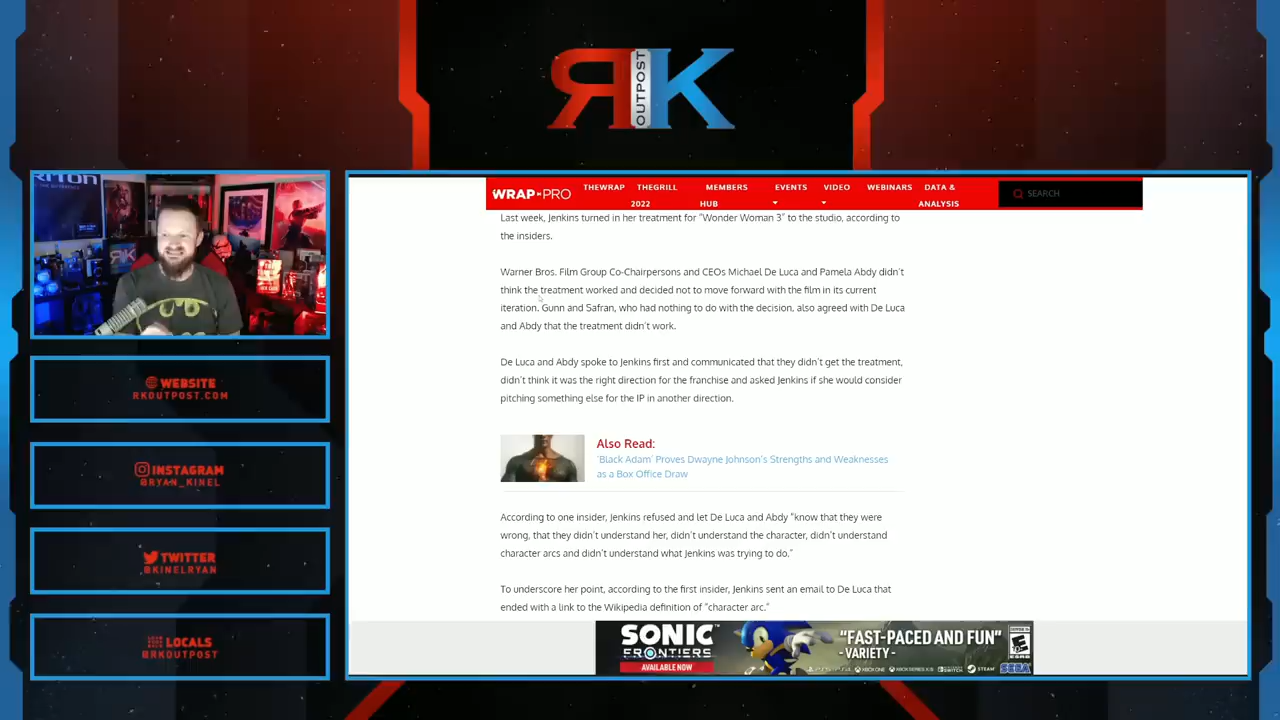 ЯK
OUTPOST
WRAP PRO
THEWRAP THEGRILL MEMBERS EVENTS VIDEO WEBINARS DATA &
2022 HUB ANALYSIS
SEARCH
Last week, Jenkins turned in her treatment for "Wonder Woman 3" to the studio, according to
the insiders.
Warner Bros. Film Group Co-Chairpersons and CEOs Michael De Luca and Pamela Abdy didn't
think the treatment worked and decided not to move forward with the film in its current
iteration. Gunn and Safran, who had nothing to do with the decision, also agreed with De Luca
and Abdy that the treatment didn't work.
De Luca and Abdy spoke to Jenkins first and communicated that they didn't get the treatment,
didn't think it was the right direction for the franchise and asked Jenkins if she would consider
pitching something else for the IP in another direction.
Also Read:
'Black Adam' Proves Dwayne Johnson's Strengths and Weaknesses
as a Box Office Draw
According to one insider, Jenkins refused and let De Luca and Abdy "know that they were
wrong, that they didn't understand her, didn't understand the character, didn't understand
character arcs and didn't understand what Jenkins was trying to do."
To underscore her point, according to the first insider, Jenkins sent an email to De Luca that
ended with a link to the Wikipedia definition of "character arc."
SONIC
FRONTIERS
AVAILABLE NOW
"FAST-PACED AND FUN"
-VARIETY-
SEGA
WEBSITE
RKOUTPOST.COM
INSTAGRAM
@RYAN_KINEL
TWITTER
@KINELRYAN
LOCALS
@RKOUTPOST